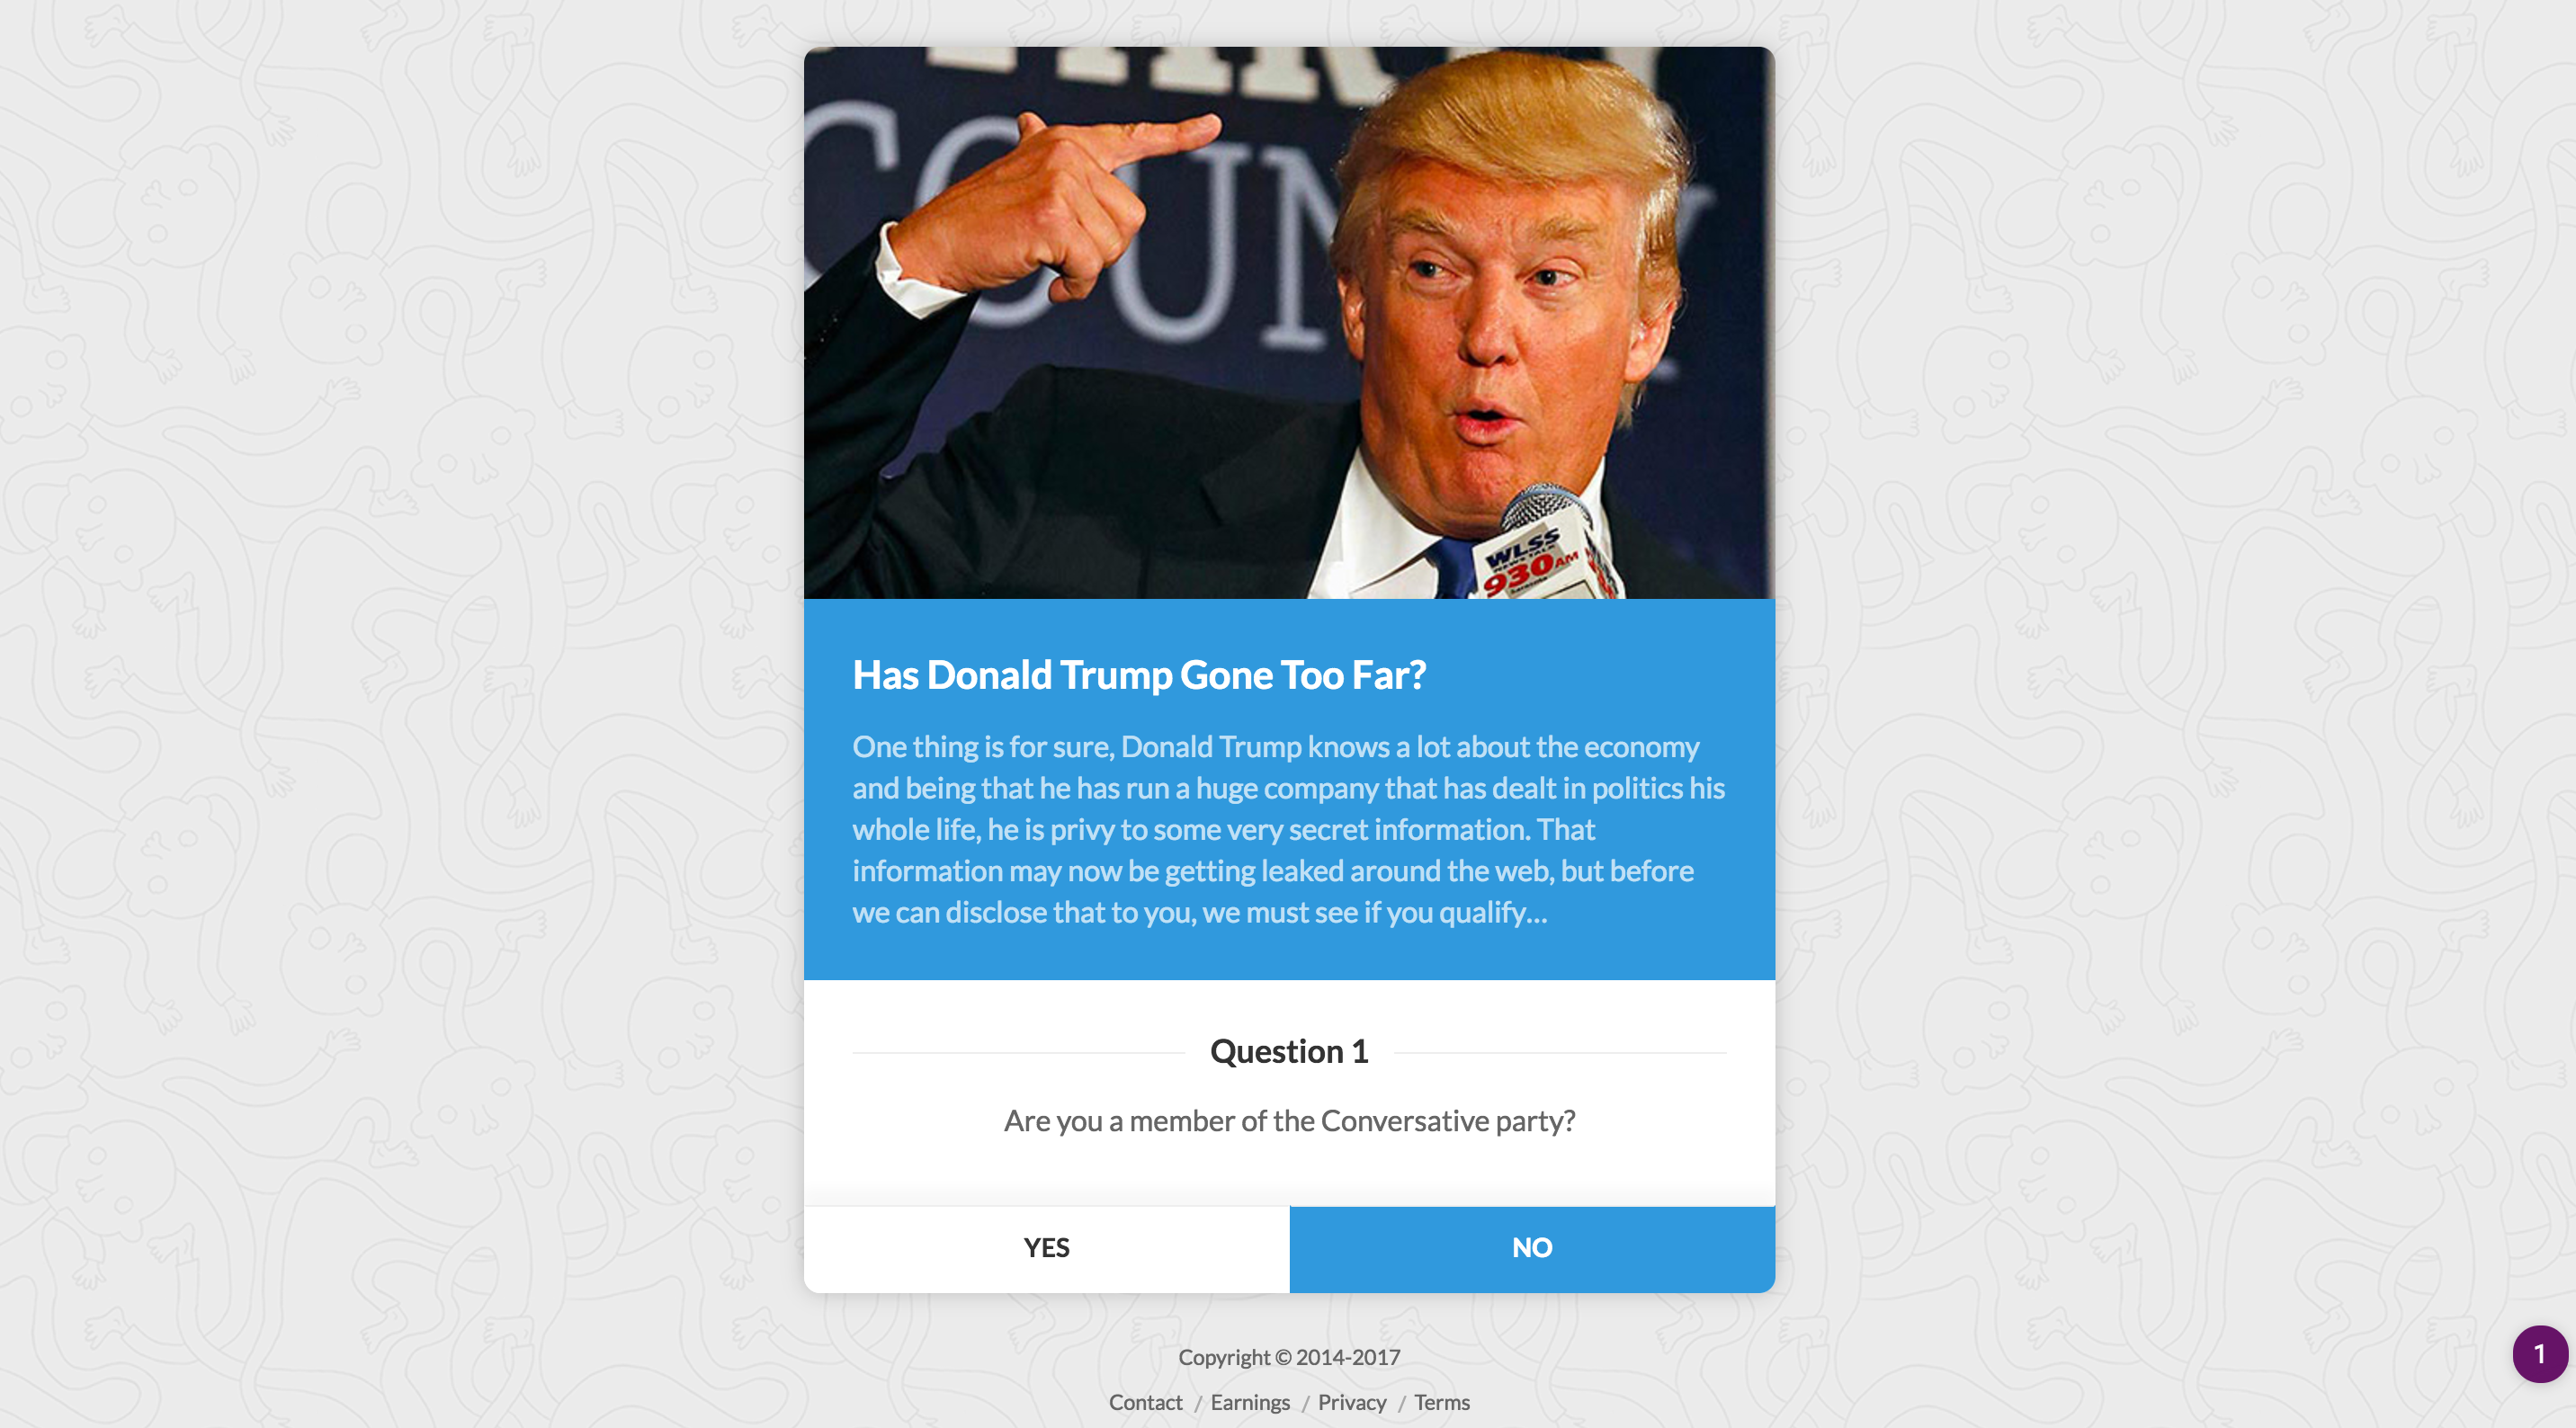 COUN
WLSS
NEWS TALK
930AM
Sarasota
Has Donald Trump Gone Too Far?
One thing is for sure, Donald Trump knows a lot about the economy
and being that he has run a huge company that has dealt in politics his
whole life, he is privy to some very secret information. That
information may now be getting leaked around the web, but before
we can disclose that to you, we must see if you qualify...
Question 1
Are you a member of the Conversative party?
YES
NO
Copyright © 2014-2017
1
Contact / Earnings / Privacy / Terms